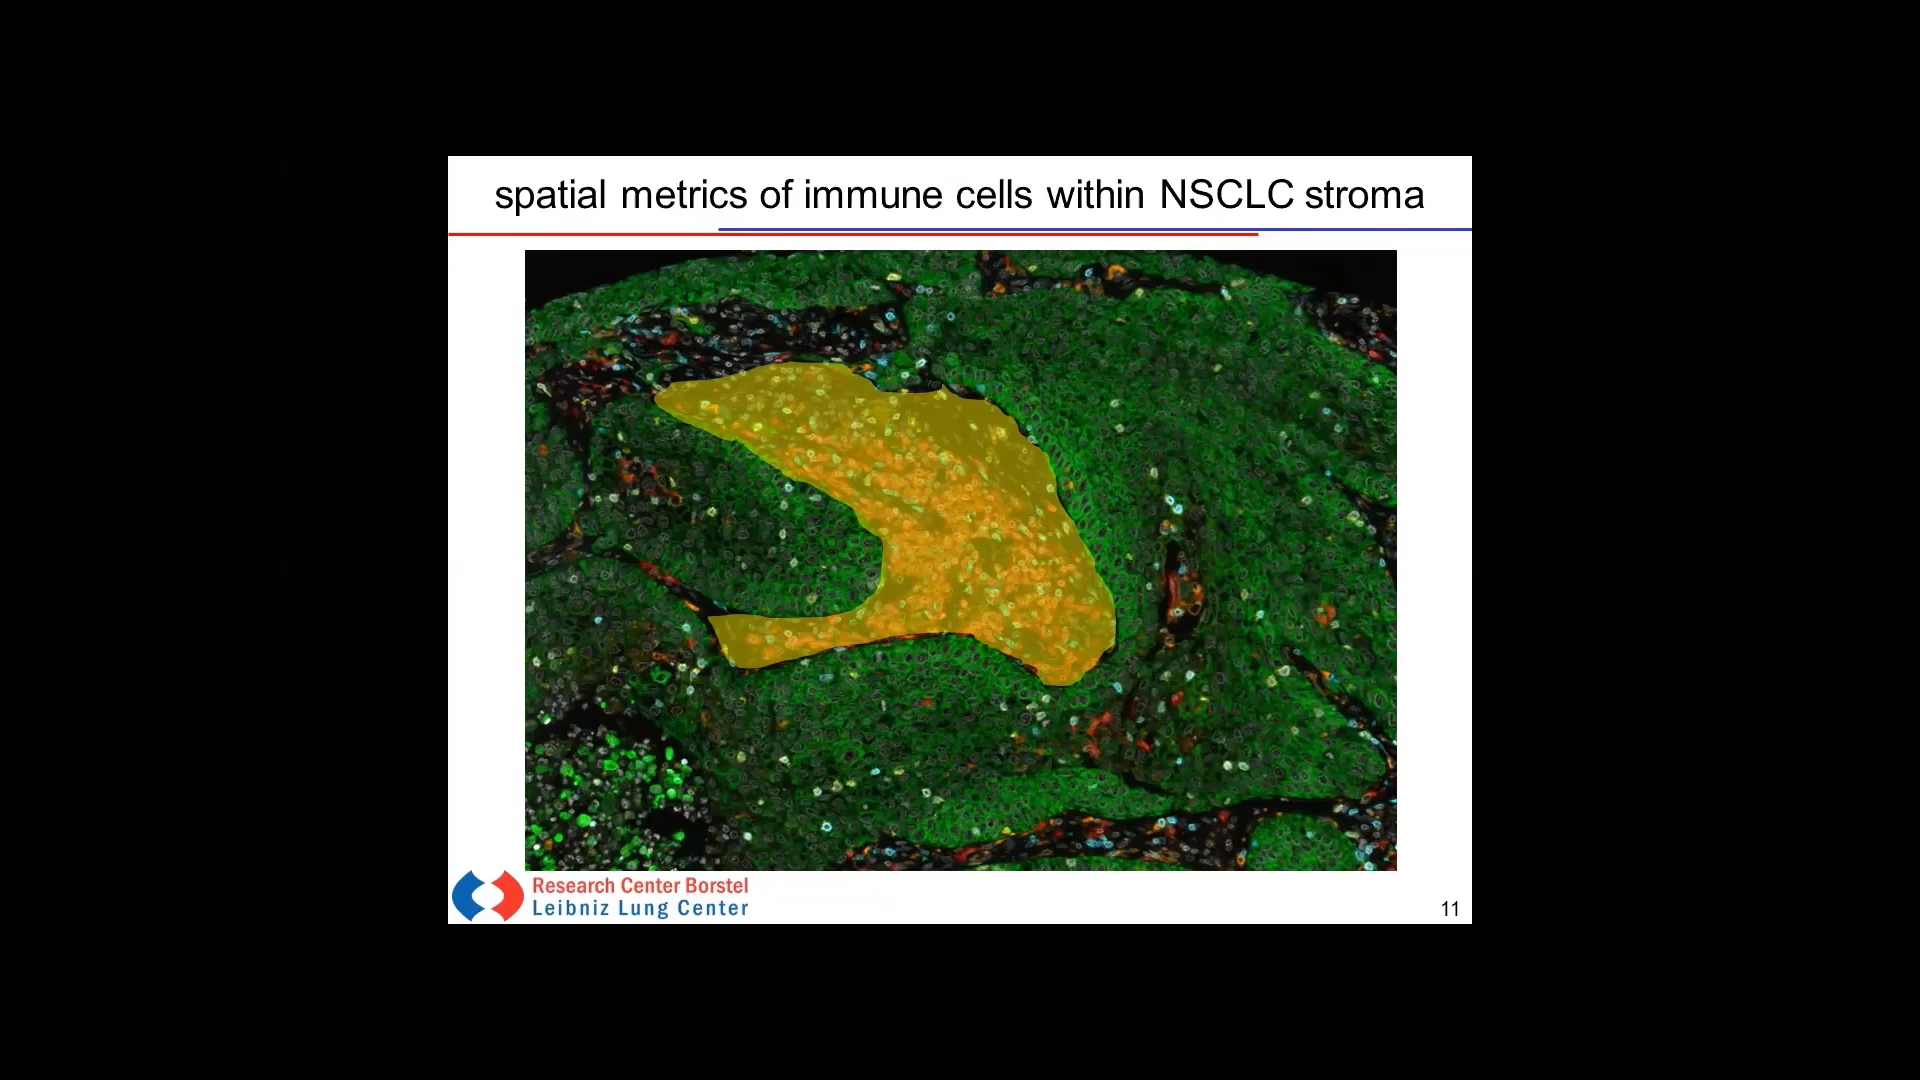 spatial metrics of immune cells within NSCLC stroma
Research Center Borstel
Leibniz Lung Center
11